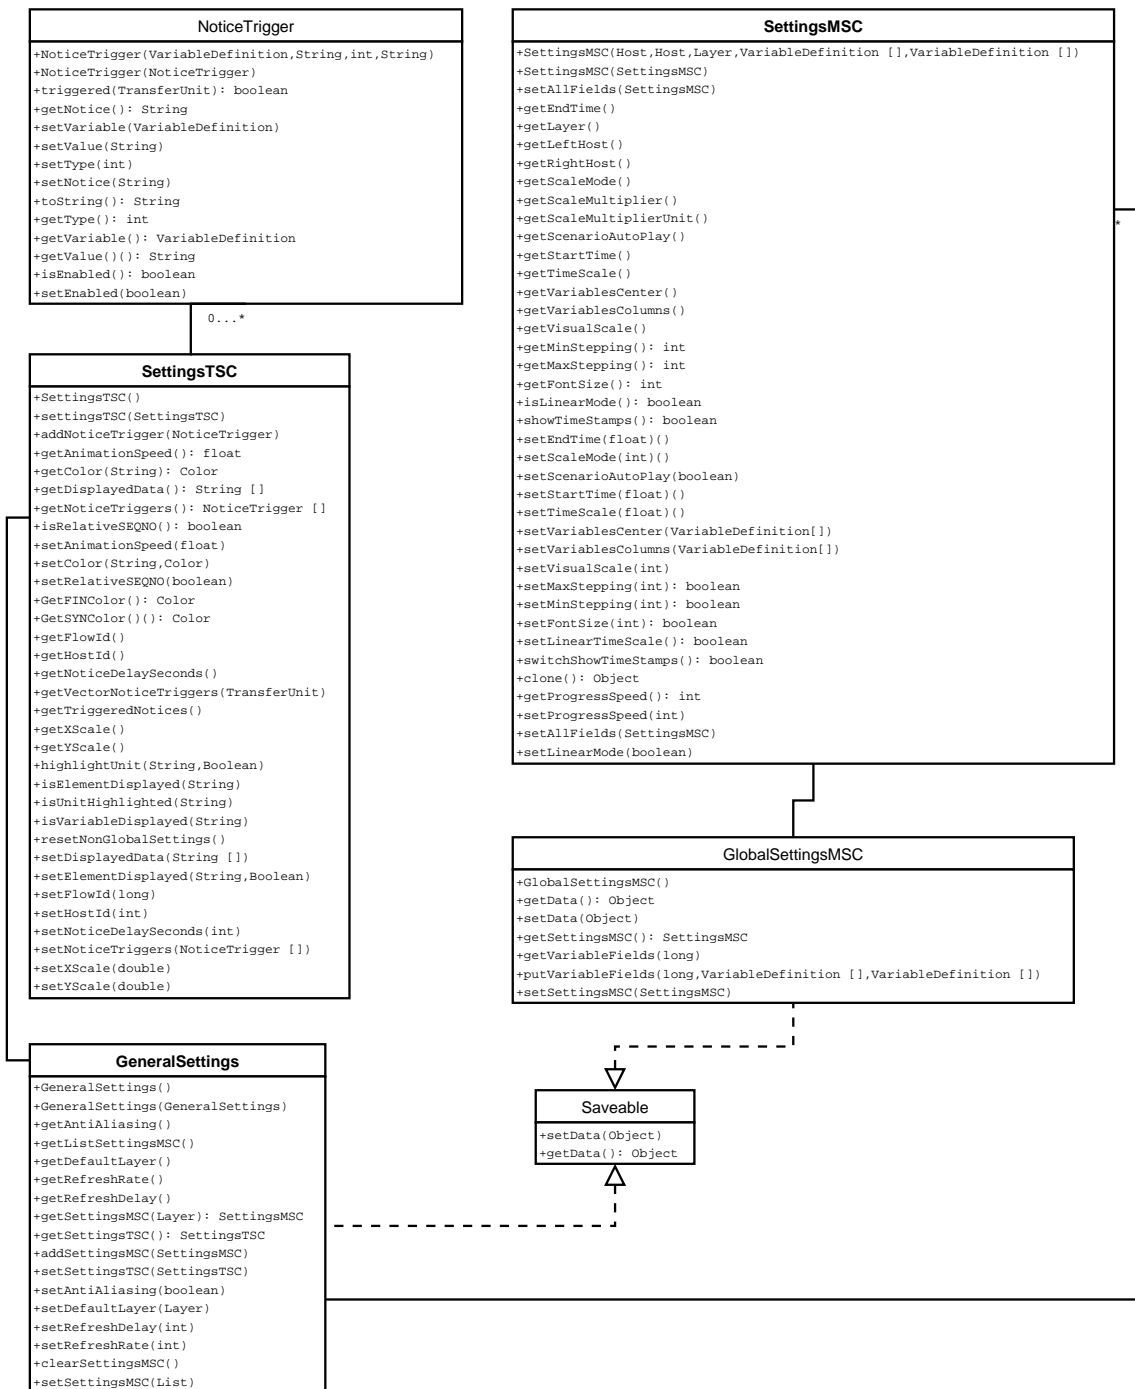 NoticeTrigger
+NoticeTrigger(VariableDefinition,String,int,String)
+NoticeTrigger(NoticeTrigger)
+triggered(TransferUnit): boolean
+getNotice(): String
+setVariable(VariableDefinition)
+setValue(String)
+setType(int)
+setNotice(String)
+toString(): String
+getType(): int
+getVariable(): VariableDefinition
+getValue()(): String
+isEnabled(): boolean
+setEnabled(boolean)
0...*
SettingsTSC
+SettingsTSC()
+settingsTSC(SettingsTSC)
+addNoticeTrigger(NoticeTrigger)
+getAnimationSpeed(): float
+getColor(String): Color
+getDisplayedData(): String []
+getNoticeTriggers(): NoticeTrigger []
+isRelativeSEQNO(): boolean
+setAnimationSpeed(float)
+setColor(String,Color)
+setRelativeSEQNO(boolean)
+GetFINColor(): Color
+GetSYNColor()(): Color
+getFlowId()
+getHostId()
+getNoticeDelaySeconds()
+getVectorNoticeTriggers(TransferUnit)
+getTriggeredNotices()
+getXScale()
+getYScale()
+highlightUnit(String,Boolean)
+isElementDisplayed(String)
+isUnitHighlighted(String)
+isVariableDisplayed(String)
+resetNonGlobalSettings()
+setDisplayedData(String [])
+setElementDisplayed(String,Boolean)
+setFlowId(long)
+setHostId(int)
+setNoticeDelaySeconds(int)
+setNoticeTriggers(NoticeTrigger [])
+setXScale(double)
+setYScale(double)
GeneralSettings
+GeneralSettings()
+GeneralSettings(GeneralSettings)
+getAntiAliasing()
+getListSettingsMSC()
+getDefaultLayer()
+getRefreshRate()
+getRefreshDelay()
+getSettingsMSC(Layer): SettingsMSC
+getSettingsTSC(): SettingsTSC
+addSettingsMSC(SettingsMSC)
+setSettingsTSC(SettingsTSC)
+setAntiAliasing(boolean)
+setDefaultLayer(Layer)
+setRefreshDelay(int)
+setRefreshRate(int)
+clearSettingsMSC()
+setSettingsMSC(List)
SettingsMSC
+SettingsMSC(Host,Host,Layer,VariableDefinition [],VariableDefinition [])
+SettingsMSC(SettingsMSC)
+setAllFields(SettingsMSC)
+getEndTime()
+getLayer()
+getLeftHost()
+getRightHost()
+getScaleMode()
+getScaleMultiplier()
+getScaleMultiplierUnit()
+getScenarioAutoPlay()
+getStartTime()
+getTimeScale()
+getVariablesCenter()
+getVariablesColumns()
+getVisualScale()
+getMinStepping(): int
+getMaxStepping(): int
+getFontSize(): int
+isLinearMode(): boolean
+showTimeStamps(): boolean
+setEndTime(float)()
+setScaleMode(int)()
+setScenarioAutoPlay(boolean)
+setStartTime(float)()
+setTimeScale(float)()
+setVariablesCenter(VariableDefinition[])
+setVariablesColumns(VariableDefinition[])
+setVisualScale(int)
+setMaxStepping(int): boolean
+setMinStepping(int): boolean
+setFontSize(int): boolean
+setLinearTimeScale(): boolean
+switchShowTimeStamps(): boolean
+clone(): Object
+getProgressSpeed(): int
+setProgressSpeed(int)
+setAllFields(SettingsMSC)
+setLinearMode(boolean)
*
GlobalSettingsMSC
+GlobalSettingsMSC()
+getData(): Object
+setData(Object)
+getSettingsMSC(): SettingsMSC
+getVariableFields(long)
+putVariableFields(long,VariableDefinition [],VariableDefinition [])
+setSettingsMSC(SettingsMSC)
Saveable
+setData(Object)
+getData(): Object